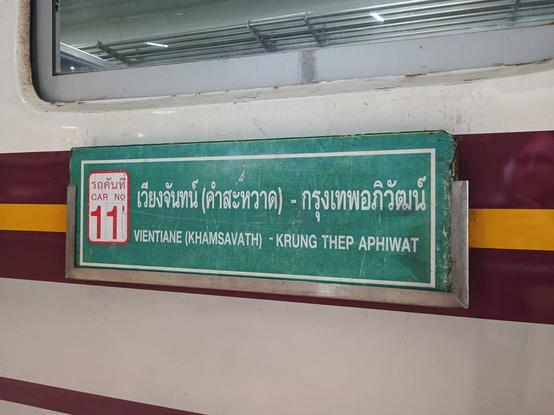 รถคันที่
CAR NO
11
เวียงจันทน์ (คำสะหวาด) - กรุงเทพอภิวัฒน์
VIENTIANE (KHAMSAVATH) - KRUNG THEP APHIWAT